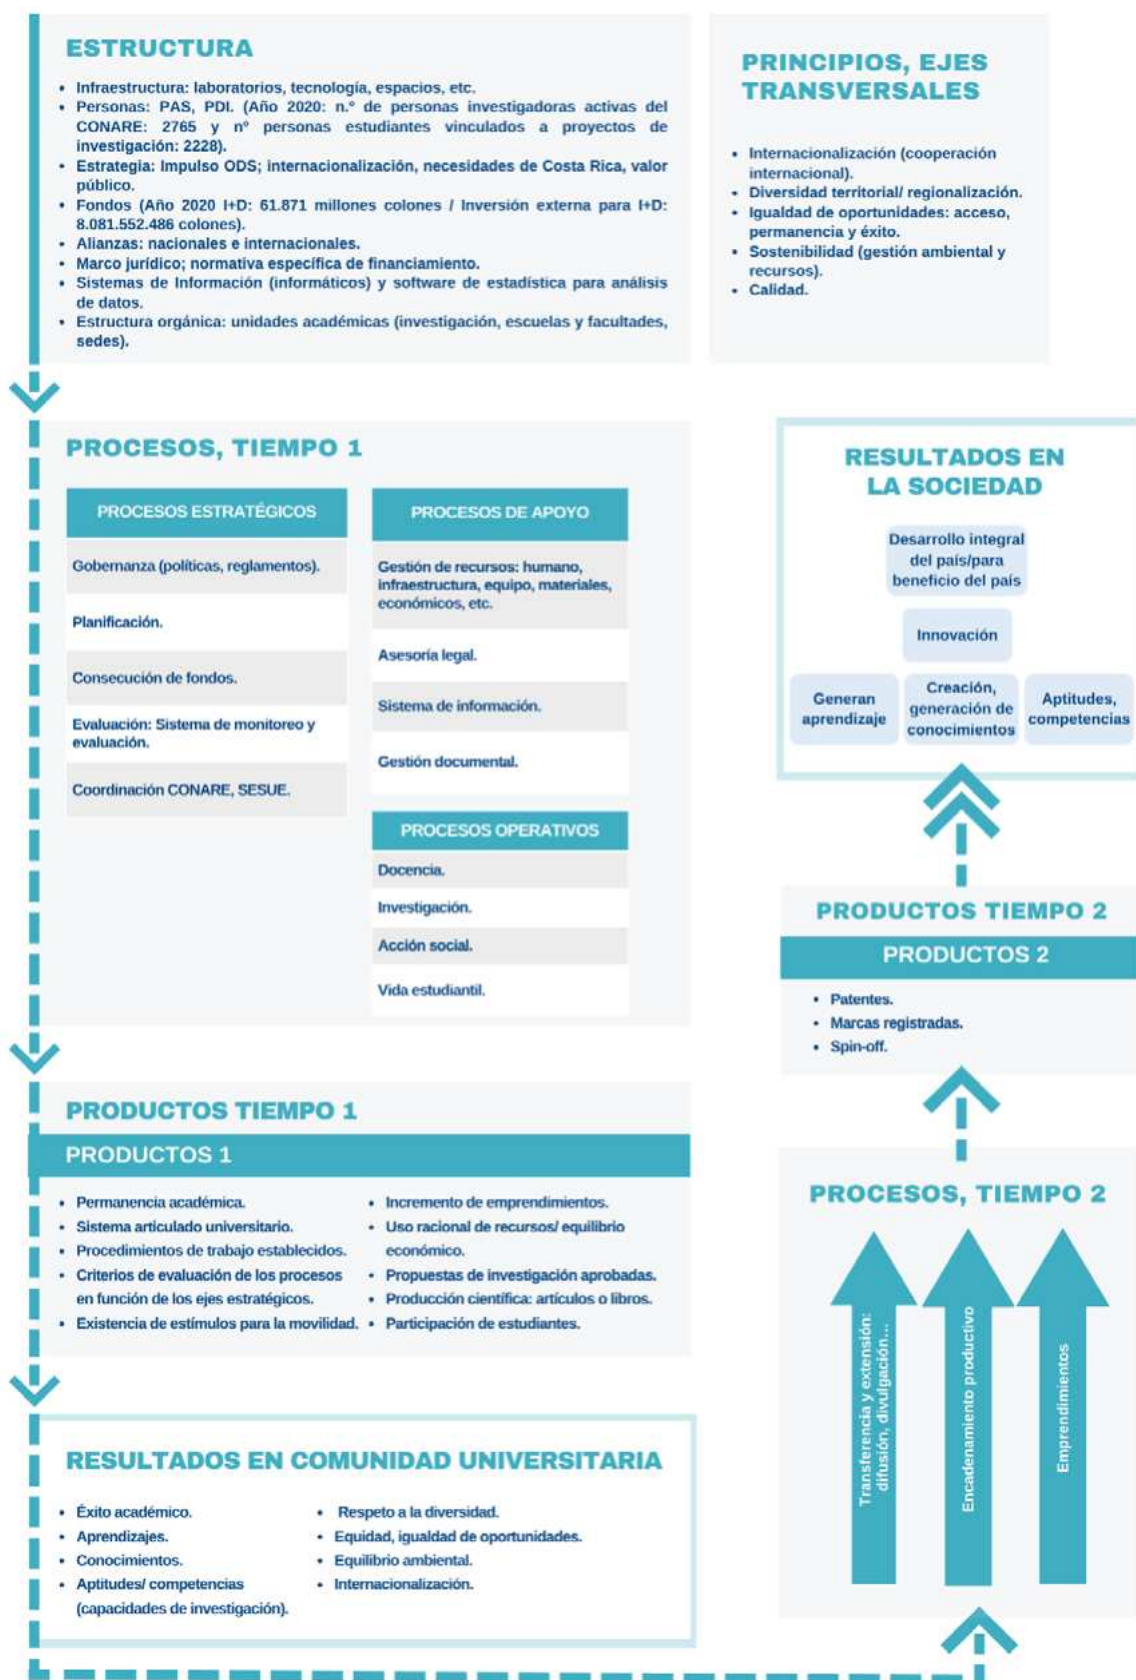 ESTRUCTURA
• Infraestructura: laboratorios, tecnología, espacios, etc.
• Personas: PAS, PDI. (Año 2020: n.º de personas investigadoras activas del
CONARE: 2765 y nº personas estudiantes vinculados a proyectos de
investigación: 2228).
• Estrategia: Impulso ODS; internacionalización, necesidades de Costa Rica, valor
público.
• Fondos (Año 2020 I+D: 61.871 millones colones / Inversión externa para I+D:
8.081.552.486 colones).
• Alianzas: nacionales e internacionales.
• Marco jurídico; normativa específica de financiamiento.
• Sistemas de Información (informáticos) y software de estadística para análisis
de datos.
• Estructura orgánica: unidades académicas (investigación, escuelas y facultades,
sedes).
PRINCIPIOS, EJES
TRANSVERSALES
• Internacionalización (cooperación
internacional).
• Diversidad territorial/ regionalización.
• Igualdad de oportunidades: acceso,
permanencia y éxito.
• Sostenibilidad (gestión ambiental y
recursos).
• Calidad.
PROCESOS, TIEMPO 1
PROCESOS ESTRATÉGICOS
Gobernanza (políticas, reglamentos).
Planificación.
Consecución de fondos.
Evaluación: Sistema de monitoreo y
evaluación.
Coordinación CONARE, SESUE.
PROCESOS DE APOYO
Gestión de recursos: humano,
infraestructura, equipo, materiales,
económicos, etc.
Asesoría legal.
Sistema de información.
Gestión documental.
PROCESOS OPERATIVOS
Docencia.
Investigación.
Acción social.
Vida estudiantil.
PRODUCTOS TIEMPO 1
PRODUCTOS 1
• Permanencia académica.
• Sistema articulado universitario.
• Procedimientos de trabajo establecidos.
• Criterios de evaluación de los procesos
en función de los ejes estratégicos.
• Existencia de estímulos para la movilidad.
• Incremento de emprendimientos.
• Uso racional de recursos/ equilibrio
económico.
• Propuestas de investigación aprobadas.
• Producción científica: artículos o libros.
• Participación de estudiantes.
RESULTADOS EN COMUNIDAD UNIVERSITARIA
• Éxito académico.
• Aprendizajes.
• Conocimientos.
• Aptitudes/ competencias
(capacidades de investigación).
• Respeto a la diversidad.
• Equidad, igualdad de oportunidades.
• Equilibrio ambiental.
• Internacionalización.
PROCESOS, TIEMPO 2
Transferencia y extensión:
difusión, divulgación...
Encadenamiento productivo
Emprendimientos
PRODUCTOS TIEMPO 2
PRODUCTOS 2
• Patentes.
• Marcas registradas.
• Spin-off.
RESULTADOS EN
LA SOCIEDAD
Desarrollo integral
del país/para
beneficio del país
Innovación
Generan
aprendizaje
Creación,
generación de
conocimientos
Aptitudes,
competencias